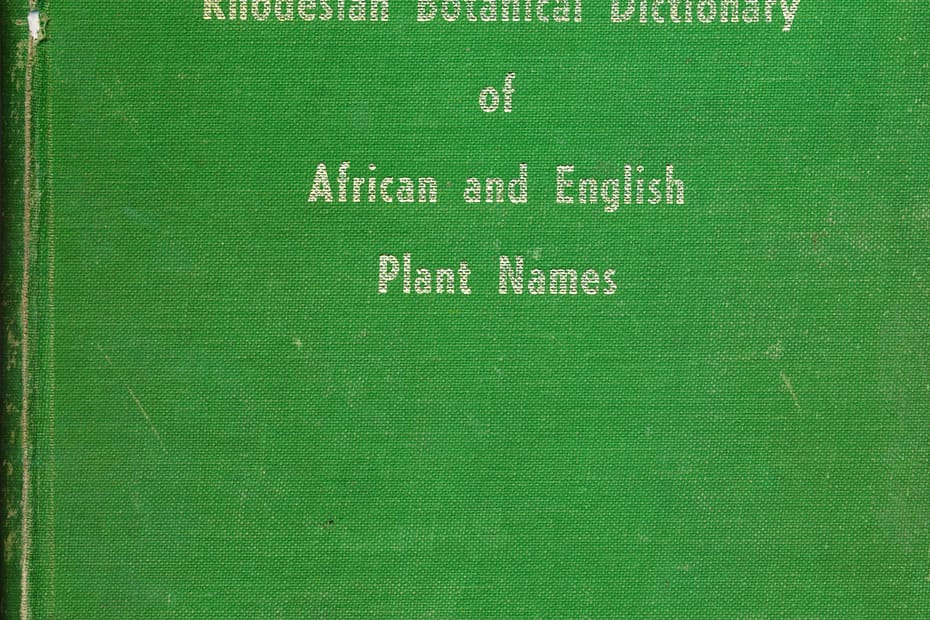 Rhodesian Botanical Dictionary
of
African and English
Plant Names